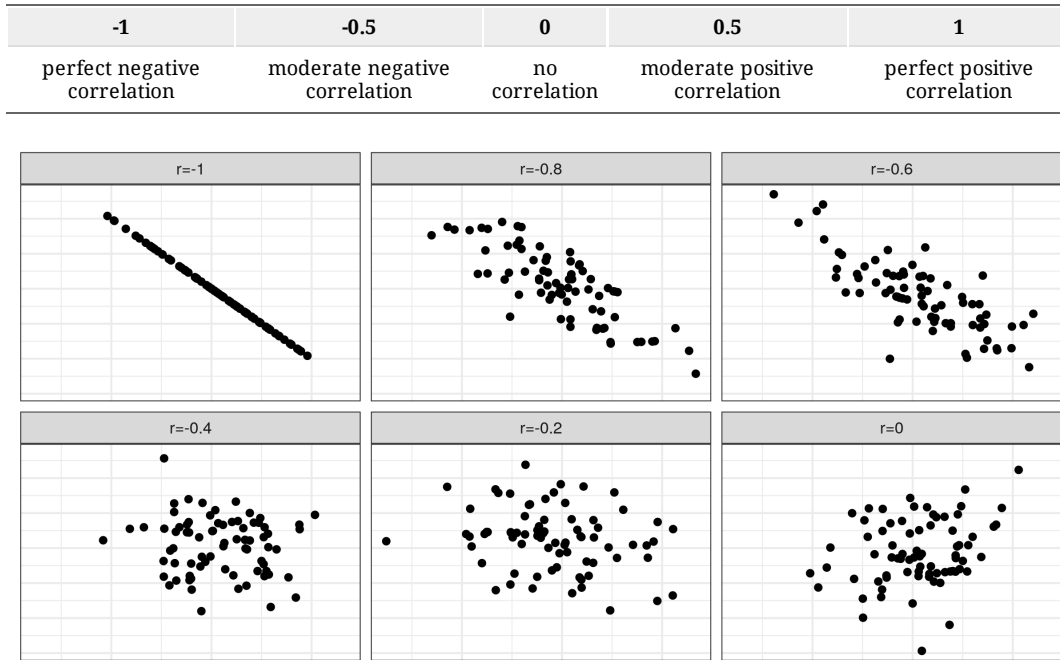 -1 -0.5 0 0.5 1
perfect negative moderate negative no moderate positive perfect positive
correlation correlation correlation correlation correlation
r=-1 r=-0.8 r=-0.6
r=-0.4 r=-0.2 r=0